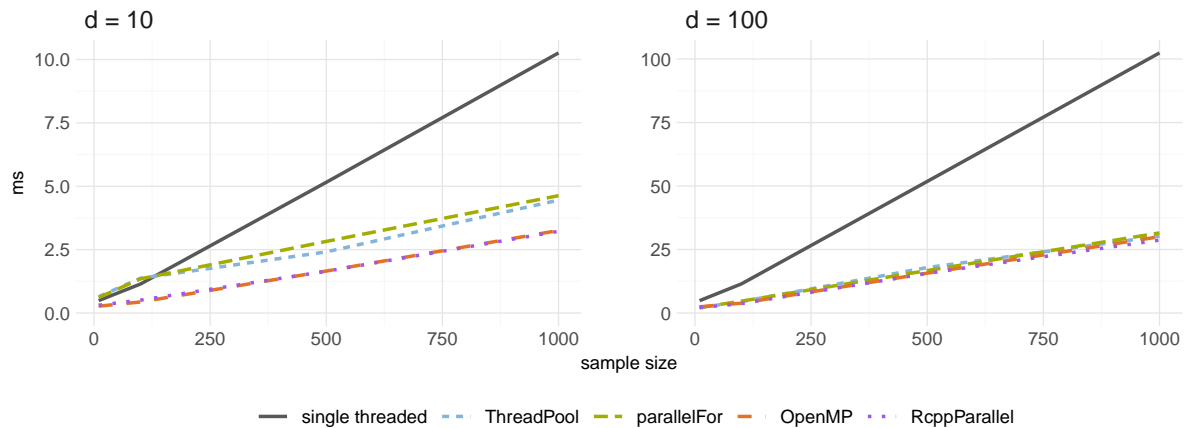 d = 10
d = 100
10.0
7.5
5.0
2.5
0.0
ms
100
75
50
25
0
0 250 500 750 1000
0 250 500 750 1000
sample size
single threaded ThreadPool parallelFor OpenMP RcppParallel